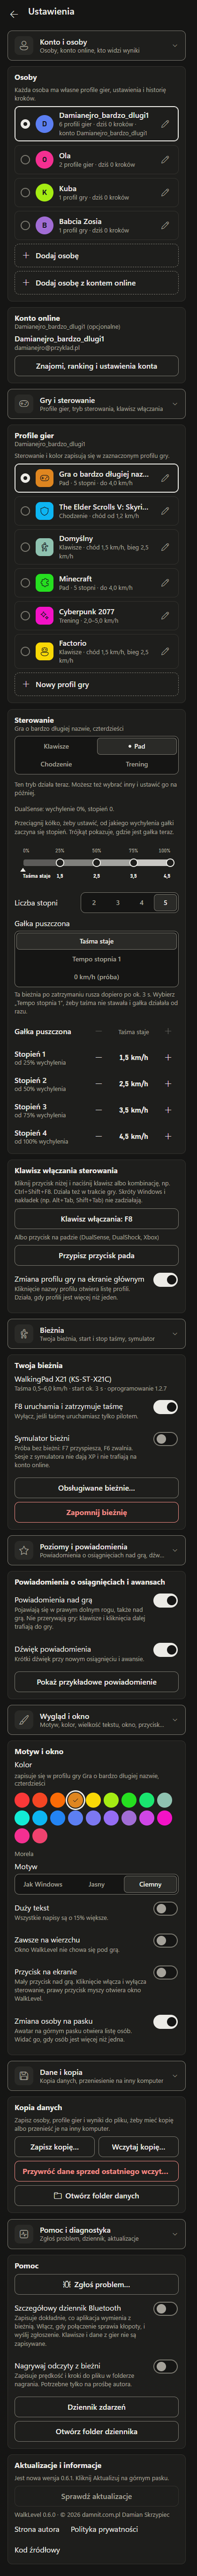 Ustawienia
Konto i osoby
Osoby, konto online, kto widzi wyniki
Osoby
Każda osoba ma własne profile gier, ustawienia i historię
kroków.
D
Damianejro_bardzo_dlugi1
6 profili gier · dziś 0 kroków ·
konto Damianejro_bardzo_dlugi1
O
Ola
2 profile gier · dziś 0 kroków
K
Kuba
1 profil gry · dziś 0 kroków
B
Babcia Zosia
1 profil gry · dziś 0 kroków
Dodaj osobę
Dodaj osobę z kontem online
Konto online
Damianejro_bardzo_dlugi1 (opcjonalne)
Damianejro_bardzo_dlugi1
damianejro@przyklad.pl
Znajomi, ranking i ustawienia konta
Gry i sterowanie
Profile gier, tryb sterowania, klawisz włączania
Profile gier
Damianejro_bardzo_dlugi1
Sterowanie i kolor zapisują się w zaznaczonym profilu gry.
Gra o bardzo długiej naz...
Pad · 5 stopni · do 4,0 km/h
The Elder Scrolls V: Skyri...
Chodzenie · chód od 1,2 km/h
Domyślny
Klawisze · chód 1,5 km/h, bieg 2,5
km/h
Minecraft
Pad · 5 stopni · do 4,0 km/h
Cyberpunk 2077
Trening · 2,0–5,0 km/h
Factorio
Klawisze · chód 1,5 km/h, bieg 2,5
km/h
Nowy profil gry
Sterowanie
Gra o bardzo długiej nazwie, czterdzieści
Klawisze
• Pad
Chodzenie
Trening
Ten tryb działa teraz. Możesz też wybrać inny i ustawić go na
później.
DualSense: wychylenie 0%, stopień 0.
Przeciągnij kółko, żeby ustawić, od jakiego wychylenia gałki
zaczyna się stopień. Trójkąt pokazuje, gdzie jest gałka teraz.
0%
25%
50%
75%
100%
Taśma staje
1,5
2,5
3,5
4,5
Liczba stopni
2
3
4
5
Gałka puszczona
Taśma staje
Tempo stopnia 1
0 km/h (próba)
Ta bieżnia po zatrzymaniu rusza dopiero po ok. 3 s. Wybierz
„Tempo stopnia 1”, żeby taśma nie stawała i gałka działała od
razu.
Gałka puszczona
Taśma staje
Stopień 1
od 25% wychylenia
1,5 km/h
Stopień 2
od 50% wychylenia
2,5 km/h
Stopień 3
od 75% wychylenia
3,5 km/h
Stopień 4
od 100% wychylenia
4,5 km/h
Klawisz włączania sterowania
Kliknij przycisk niżej i naciśnij klawisz albo kombinację, np.
Ctrl+Shift+F8. Działa też w trakcie gry. Skróty Windows i
nakładek (np. Alt+Tab, Shift+Tab) nie zadziałają.
Klawisz włączania: F8
Albo przycisk na padzie (DualSense, DualShock, Xbox)
Przypisz przycisk pada
Zmiana profilu gry na ekranie głównym
Kliknięcie nazwy profilu otwiera listę profili.
Działa, gdy profil jest więcej niż jeden.
Bieżnia
Twoja bieżnia, start i stop taśmy, symulator
Twoja bieżnia
WalkingPad X21 (KS-ST-X21C)
Taśma 0,5–6,0 km/h · start ok. 3 s · oprogramowanie 1.2.7
F8 uruchamia i zatrzymuje taśmę
Wyłącz, jeśli taśmę uruchamiasz tylko pilotem.
Symulator bieżni
Próba bez bieżni: F7 przyspiesza, F6 zwalnia.
Sesje z symulatora nie dają XP i nie trafiają na
konto online.
Obsługiwane bieżnie...
Zapomnij bieżnię
Poziomy i powiadomienia
Powiadomienia o osiągnięciach nad grą, dźw...
Powiadomienia o osiągnięciach i awansach
Powiadomienia nad grą
Pojawiają się w prawym dolnym rogu, także nad
grą. Nie przerywają gry: klawisze i kliknięcia dalej
trafiają do gry.
Dźwięk powiadomienia
Krótki dźwięk przy nowym osiągnięciu i awansie.
Pokaż przykładowe powiadomienie
Wygląd i okno
Motyw, kolor, wielkość tekstu, okno, przycisk...
Motyw i okno
Kolor
zapisuje się w profilu gry Gra o bardzo długiej nazwie,
czterdzieści
Morela
Motyw
Jak Windows
Jasny
Ciemny
Duży tekst
Wszystkie napisy są o 15% większe.
Zawsze na wierzchu
Okno WalkLevel nie chowa się pod grą.
Przycisk na ekranie
Mały przycisk nad grą. Kliknięcie włącza i wyłącza
sterowanie, prawy przycisk myszy otwiera okno
WalkLevel.
Zmiana osoby na pasku
Awatar na górnym pasku otwiera listę osób.
Widać go, gdy osób jest więcej niż jedna.
Dane i kopia
Kopia danych, przeniesienie na inny komputer
Kopia danych
Zapisz osoby, profile gier i wyniki do pliku, żeby mieć kopię
albo przenieść je na inny komputer.
Zapisz kopię...
Wczytaj kopię...
Przywróć dane sprzed ostatniego wczyt...
Otwórz folder danych
Pomoc i diagnostyka
Zgłoś problem, dziennik, aktualizacje
Pomoc
Zgłoś problem...
Szczegółowy dziennik Bluetooth
Zapisuje dokładnie, co aplikacja wymienia z
bieżnią. Włącz, gdy połączenie sprawia kłopoty, i
wyślij zgłoszenie. Klawisze i dane z gier nie są
zapisywane.
Nagrywaj odczyty z bieżni
Zapisuje prędkość i kroki do pliku w folderze
nagrania. Potrzebne tylko na prośbę autora.
Dziennik zdarzeń
Otwórz folder dziennika
Aktualizacje i informacje
Jest nowa wersja 0.6.1. Kliknij Aktualizuj na górnym pasku.
Sprawdź aktualizacje
WalkLevel 0.6.0 · © 2026 damnit.com.pl Damian Skrzypiec
Strona autora
Polityka prywatności
Kod źródłowy